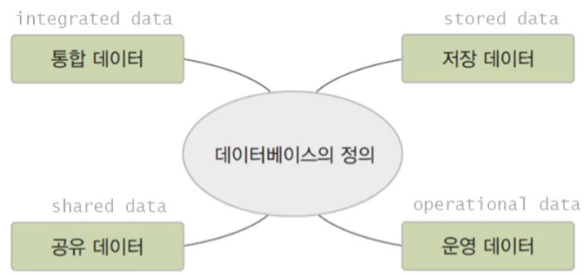 integrated data
통합 데이터
stored data
저장 데이터
데이터베이스의 정의
shared data
공유 데이터
operational data
운영 데이터